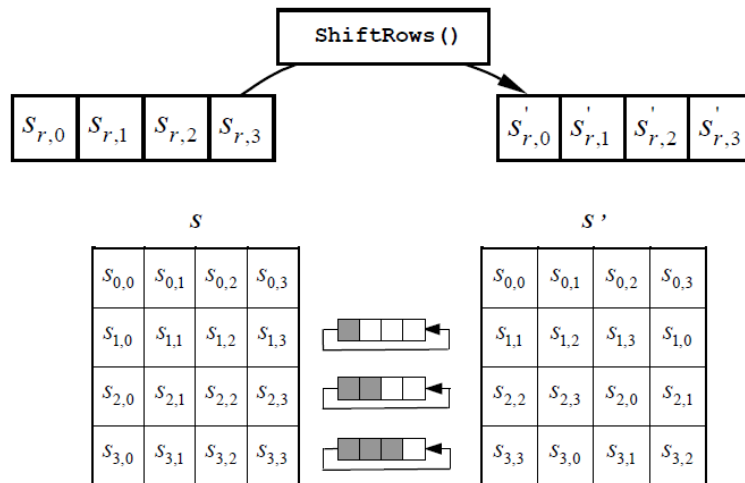 ShiftRows()
S_{r,0} S_{r,1} S_{r,2} S_{r,3} S'_{r,0} S'_{r,1} S'_{r,2} S'_{r,3}
S S'
S_{0,0} S_{0,1} S_{0,2} S_{0,3} S_{0,0} S_{0,1} S_{0,2} S_{0,3}
S_{1,0} S_{1,1} S_{1,2} S_{1,3} S_{1,1} S_{1,2} S_{1,3} S_{1,0}
S_{2,0} S_{2,1} S_{2,2} S_{2,3} S_{2,2} S_{2,3} S_{2,0} S_{2,1}
S_{3,0} S_{3,1} S_{3,2} S_{3,3} S_{3,3} S_{3,0} S_{3,1} S_{3,2}